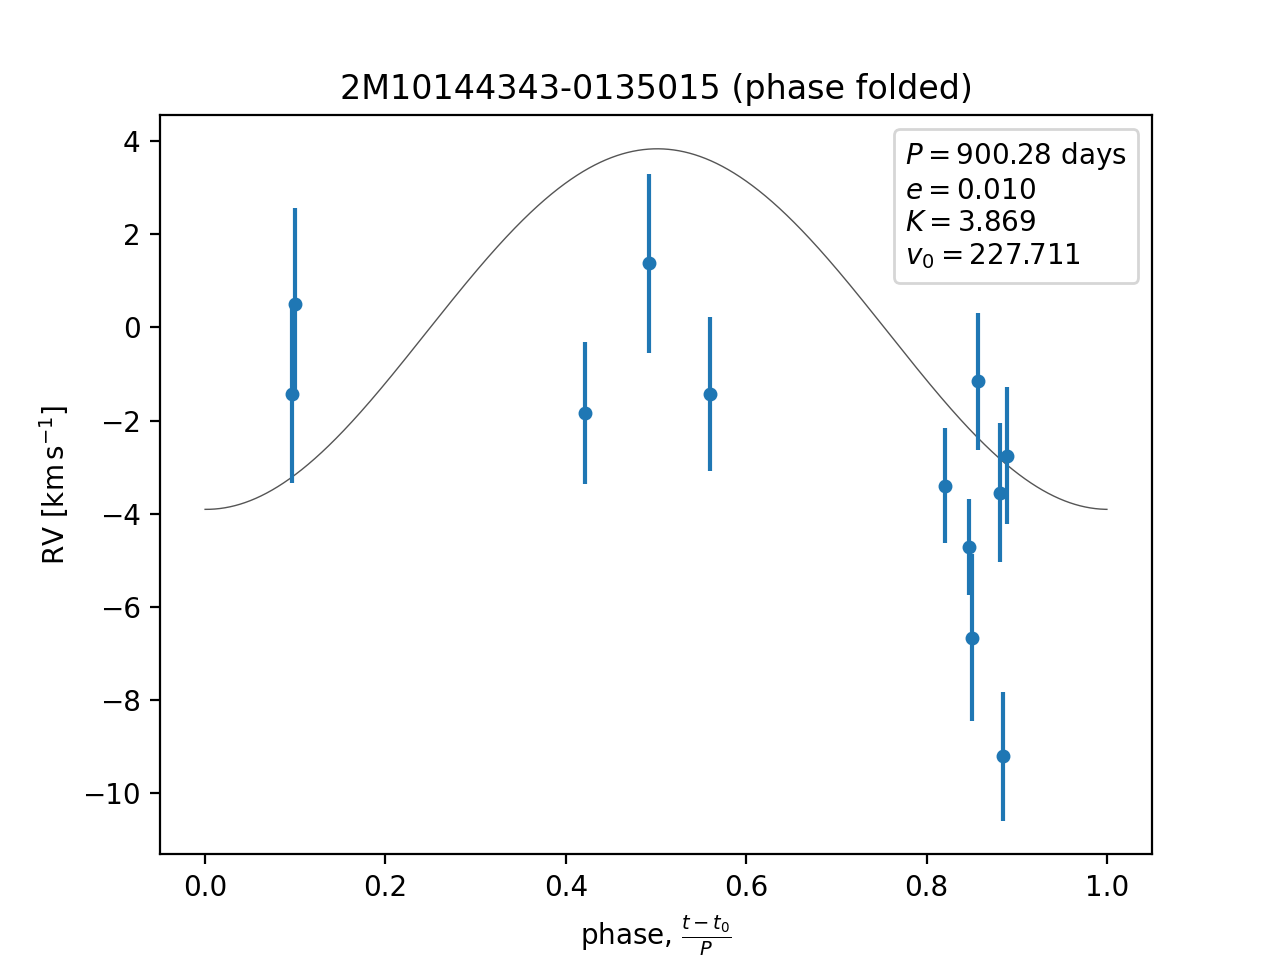 2M10144343-0135015 (phase folded)
P = 900.28 days
e = 0.010
K = 3.869
v₀ = 227.711
RV [km s⁻¹]
4
2
0
−2
−4
−6
−8
−10
0.0 0.2 0.4 0.6 0.8 1.0
phase, (t − t₀)/P